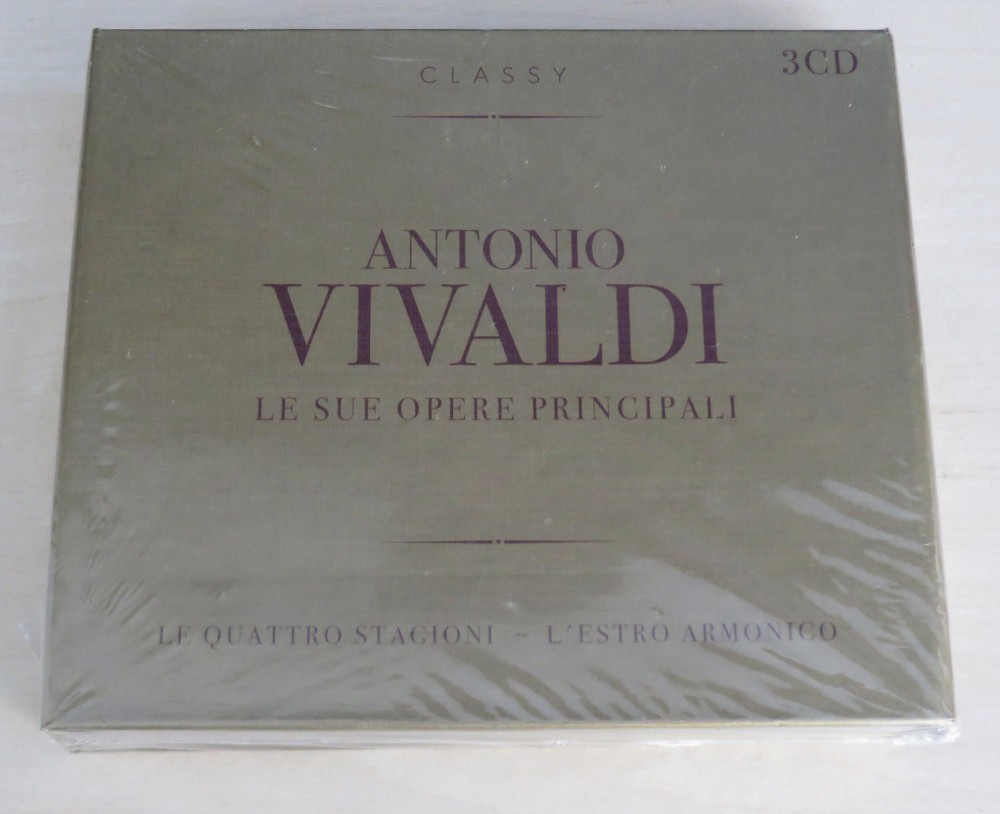 CLASSY
3CD
ANTONIO
VIVALDI
LE SUE OPERE PRINCIPALI
LE QUATTRO STAGIONI ~ L'ESTRO ARMONICO